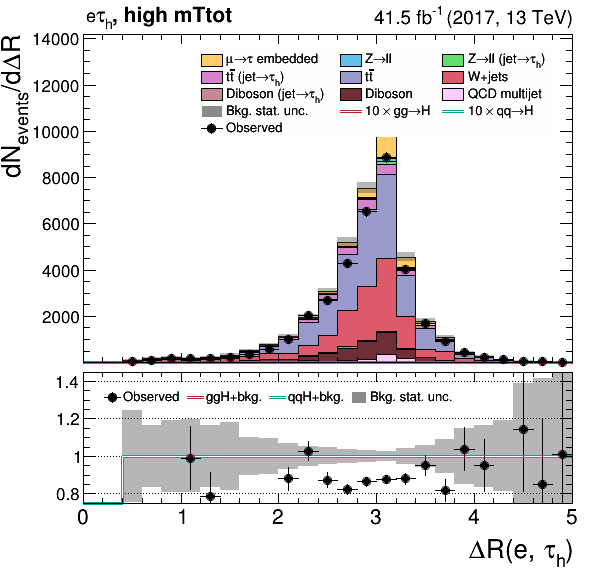 eτh, high mTtot 41.5 fb⁻¹ (2017, 13 TeV)
dNevents/dΔR
14000
12000
10000
8000
6000
4000
2000
μ→τ embedded Z→ll Z→ll (jet→τh)
tt̄ (jet→τh) tt̄ W+jets
Diboson (jet→τh) Diboson QCD multijet
Bkg. stat. unc. 10 × gg→H 10 × qq→H
Observed
1.4
1.2
1
0.8
Observed ggH+bkg. qqH+bkg. Bkg. stat. unc.
0 1 2 3 4 5
ΔR(e, τh)